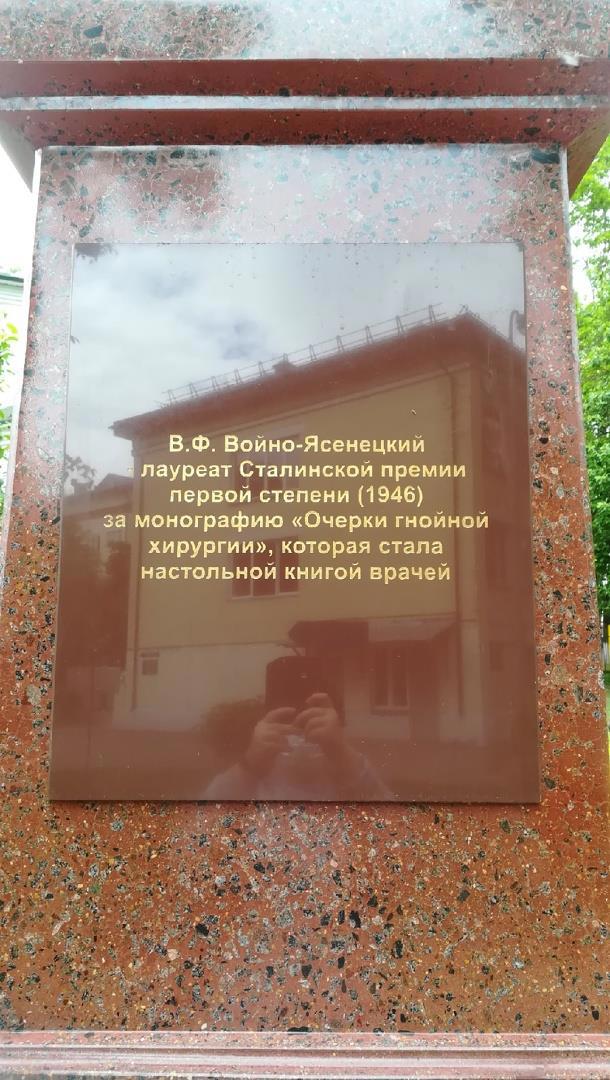 В.Ф. Войно-Ясенецкий
- лауреат Сталинской премии
первой степени (1946)
за монографию «Очерки гнойной
хирургии», которая стала
настольной книгой врачей